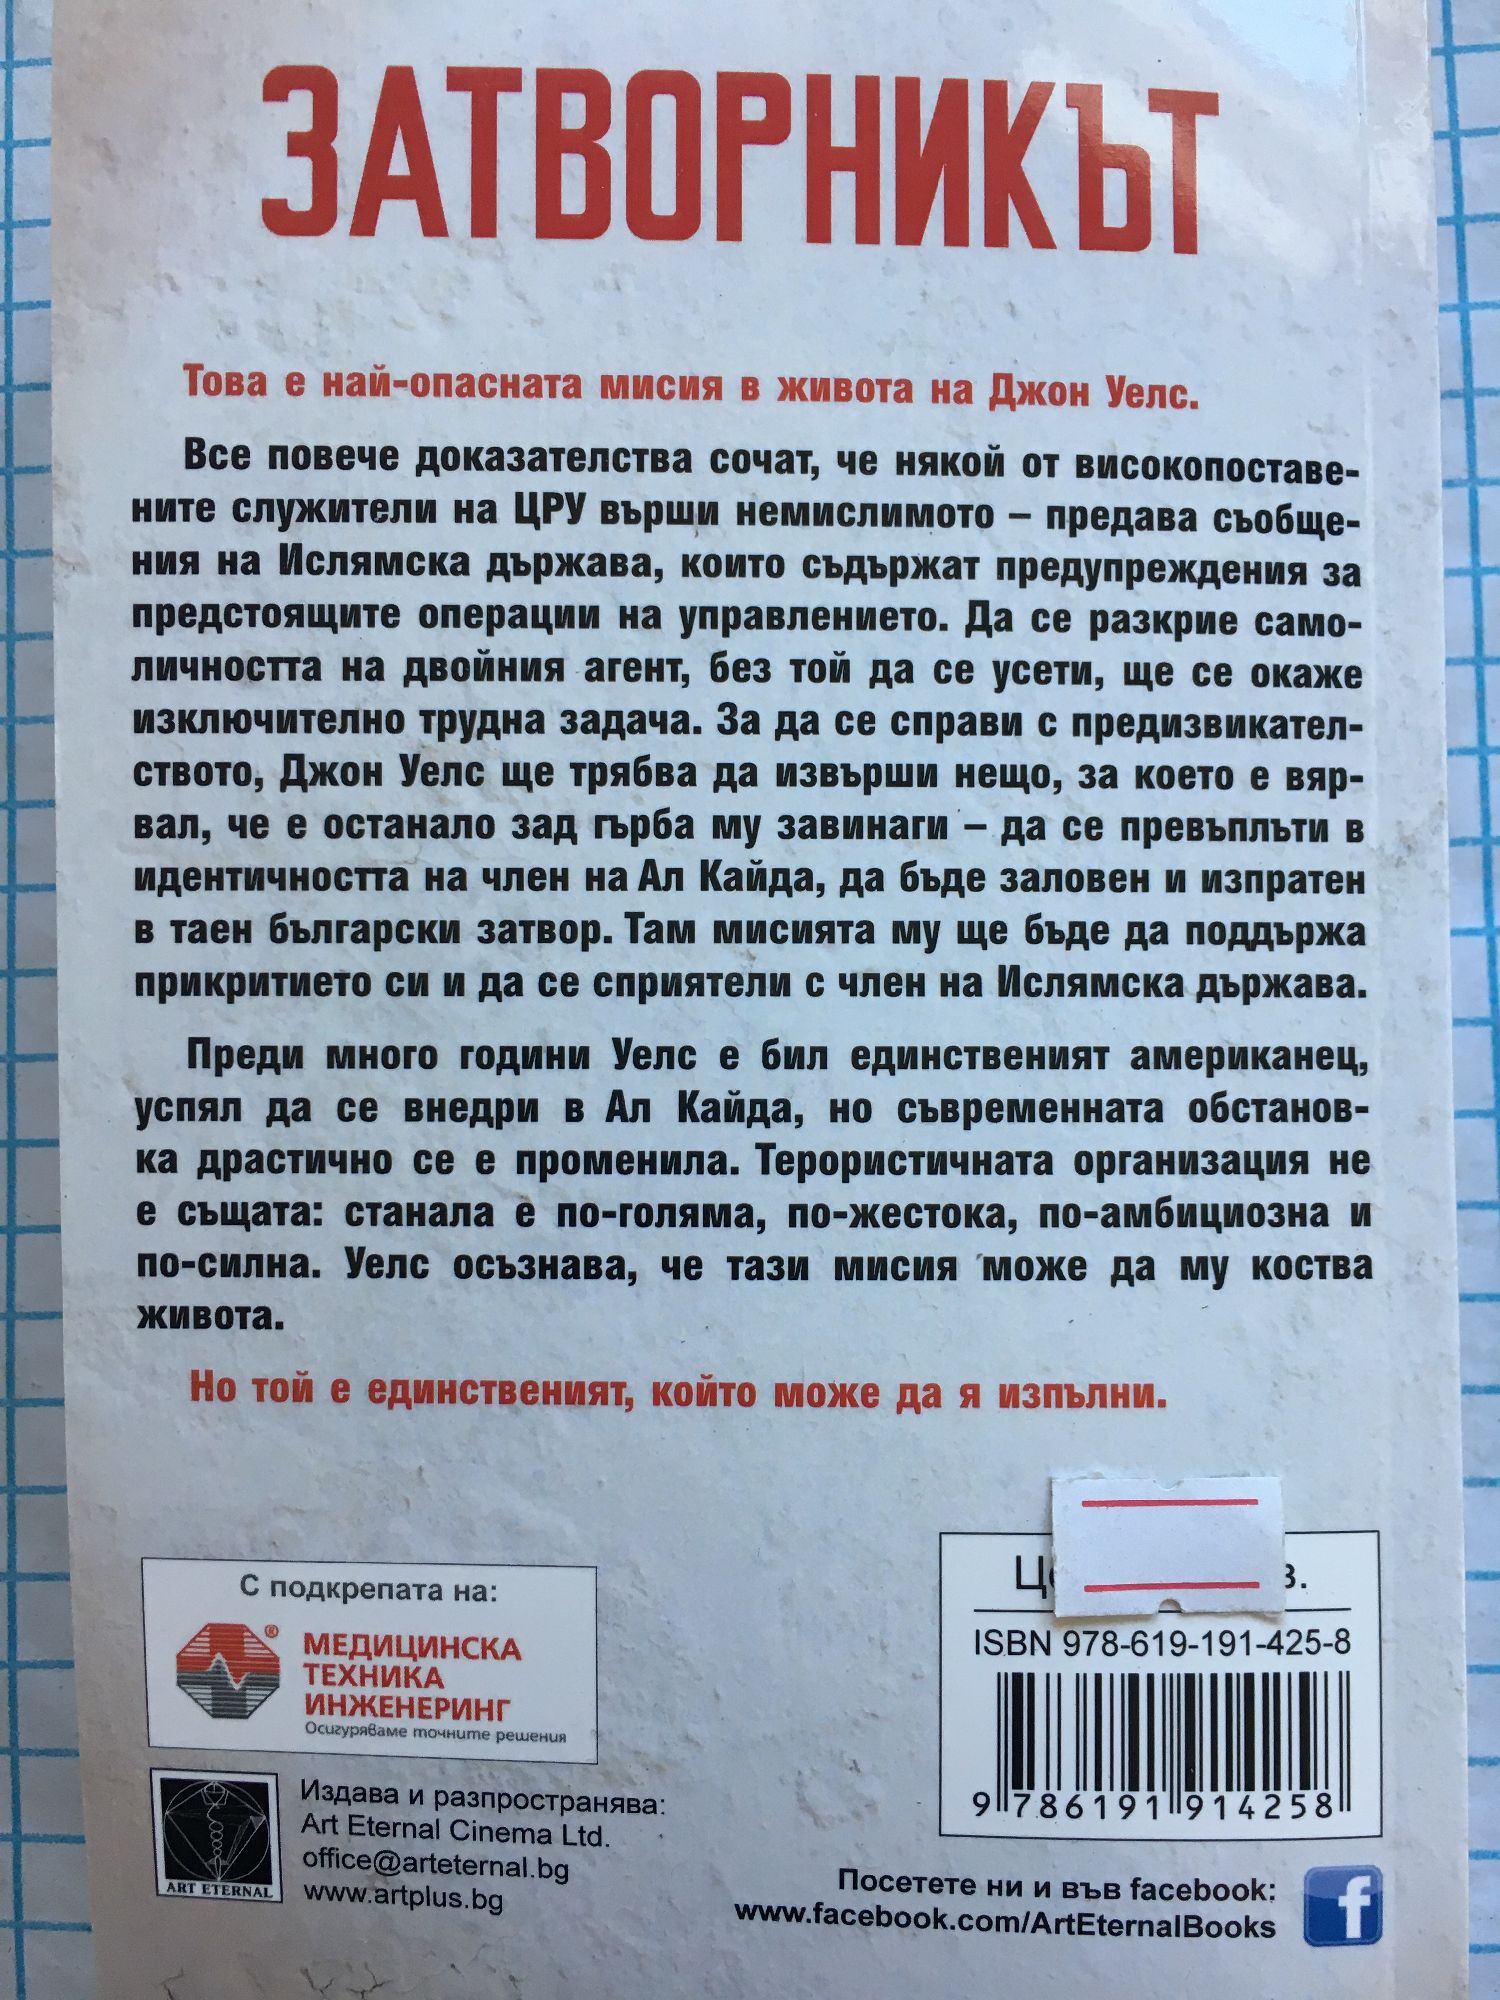 ЗАТВОРНИКЪТ
Това е най-опасната мисия в живота на Джон Уелс.
Все повече доказателства сочат, че някой от високопоставе-
ните служители на ЦРУ върши немислимото – предава съобще-
ния на Ислямска държава, които съдържат предупреждения за
предстоящите операции на управлението. Да се разкрие само-
личността на двойния агент, без той да се усети, ще се окаже
изключително трудна задача. За да се справи с предизвикател-
ството, Джон Уелс ще трябва да извърши нещо, за което е вяр-
вал, че е останало зад гърба му завинаги – да се превъплъти в
идентичността на член на Ал Кайда, да бъде заловен и изпратен
в таен български затвор. Там мисията му ще бъде да поддържа
прикритието си и да се сприятели с член на Ислямска държава.
Преди много години Уелс е бил единственият американец,
успял да се внедри в Ал Кайда, но съвременната обстанов-
ка драстично се е променила. Терористичната организация не
е същата: станала е по-голяма, по-жестока, по-амбициозна и
по-силна. Уелс осъзнава, че тази мисия може да му коства
живота.
Но той е единственият, който може да я изпълни.
С подкрепата на:
МЕДИЦИНСКА
ТЕХНИКА
ИНЖЕНЕРИНГ
Осигуряваме точните решения
ISBN 978-619-191-425-8
9 786191 914258
ART ETERNAL
Издава и разпространява:
Art Eternal Cinema Ltd.
office@arteternal.bg
www.artplus.bg
Посетете ни и във facebook:
www.facebook.com/ArtEternalBooks
f